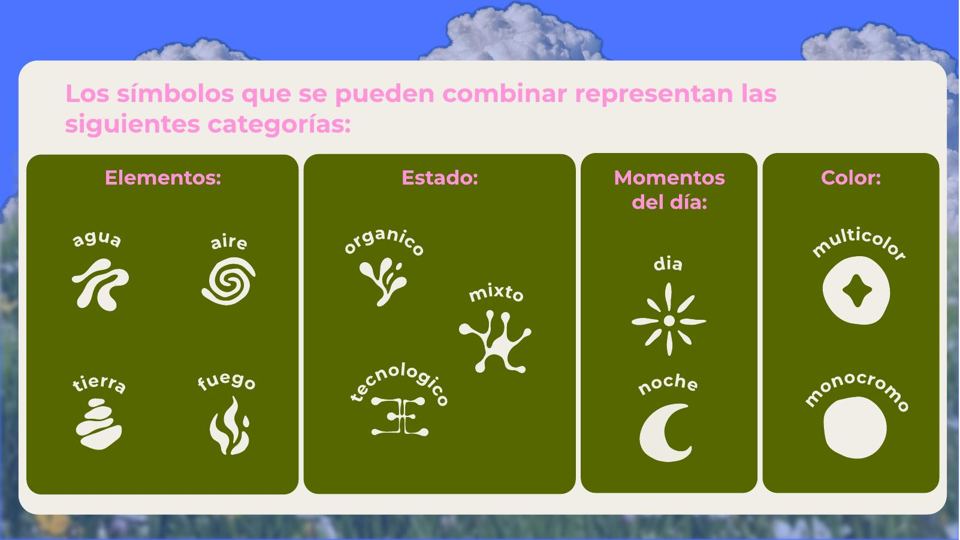 Los símbolos que se pueden combinar representan las
siguientes categorías:
Elementos:
agua
aire
tierra
fuego
Estado:
organico
mixto
tecnologico
Momentos
del día:
dia
noche
Color:
multicolor
monocromo